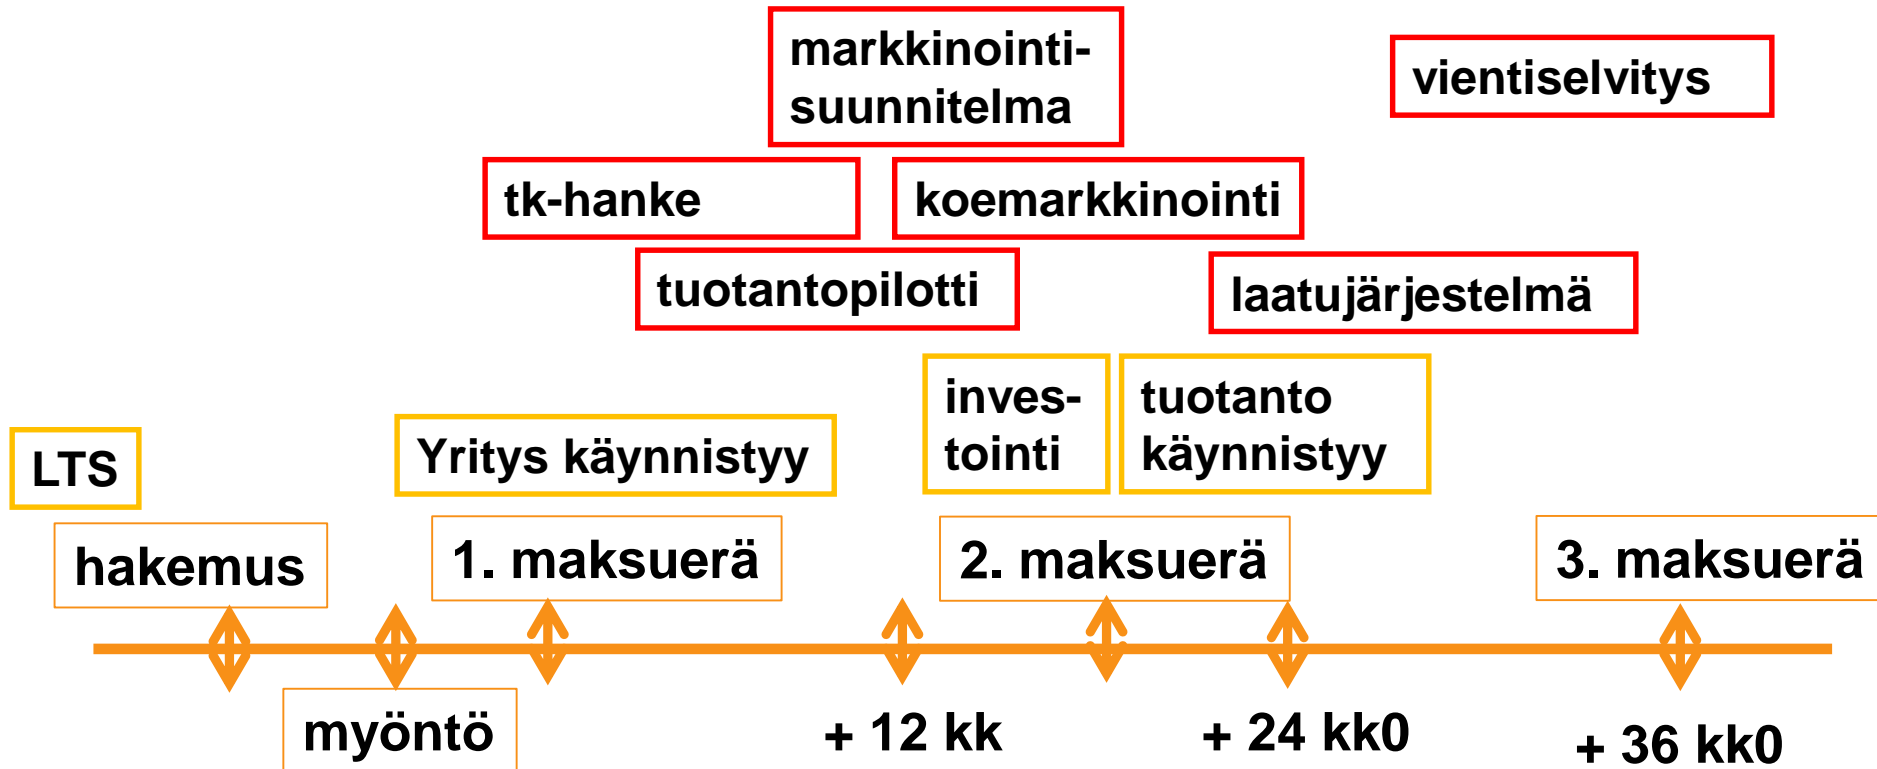 markkinointi-
suunnitelma
vientiselvitys
tk-hanke
koemarkkinointi
tuotantopilotti
laatujärjestelmä
inves-
tointi
tuotanto
käynnistyy
LTS
Yritys käynnistyy
hakemus
1. maksuerä
2. maksuerä
3. maksuerä
myöntö
+ 12 kk
+ 24 kk0
+ 36 kk0